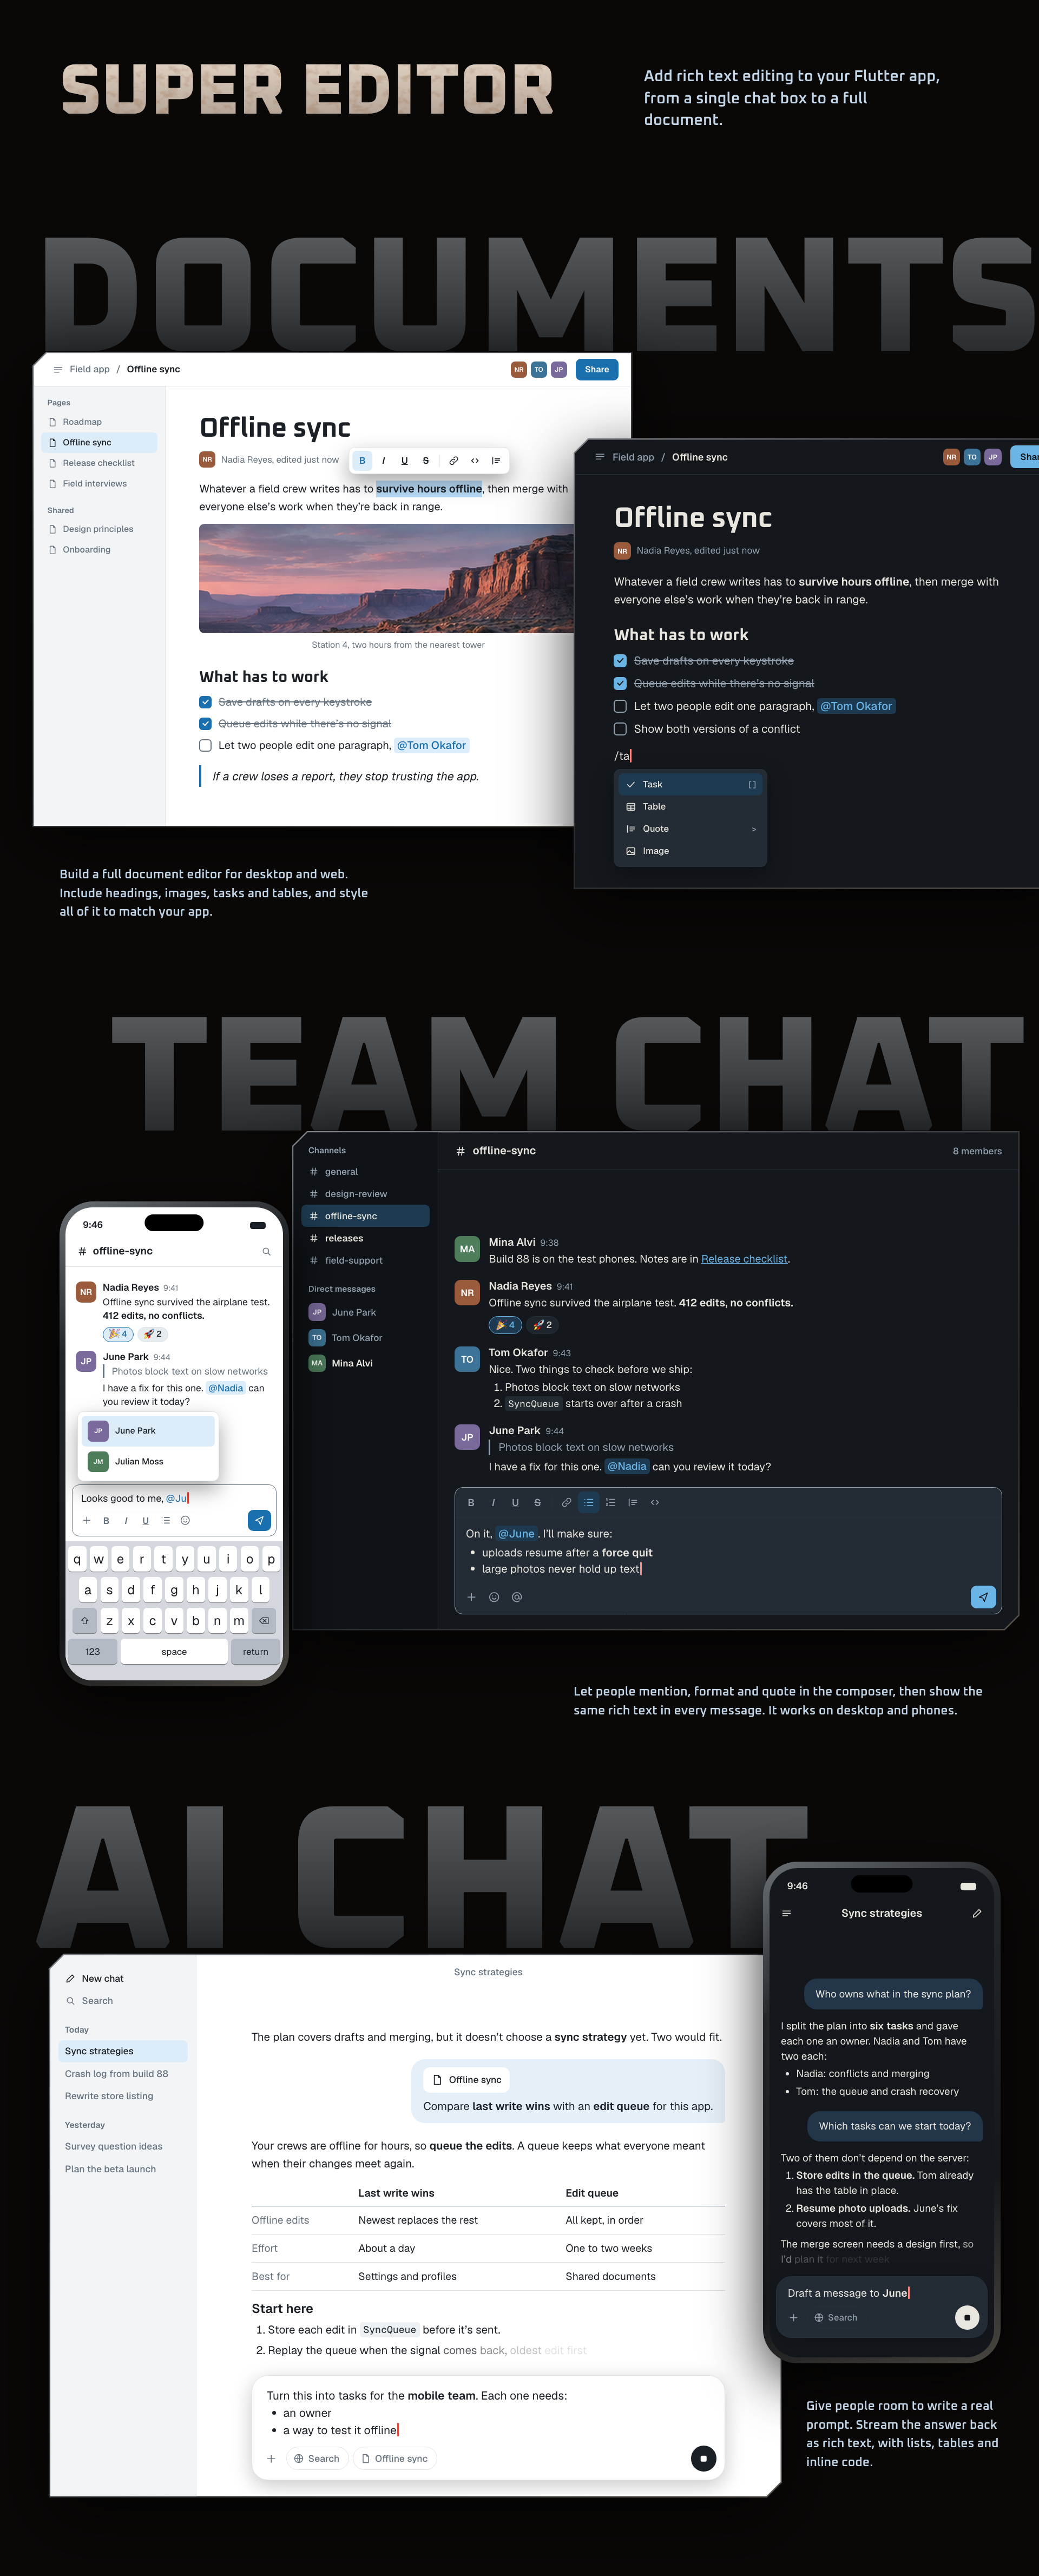 SUPER EDITOR
Add rich text editing to your Flutter app,
from a single chat box to a full
document.
DOCUMENTS
Field app / Offline sync
NR TO JP Share
Pages
Roadmap
Offline sync
Release checklist
Field interviews
Shared
Design principles
Onboarding
Offline sync
NR Nadia Reyes, edited just now
B I U S
Whatever a field crew writes has to survive hours offline, then merge with
everyone else's work when they're back in range.
Station 4, two hours from the nearest tower
What has to work
Save drafts on every keystroke
Queue edits while there's no signal
Let two people edit one paragraph, @Tom Okafor
If a crew loses a report, they stop trusting the app.
Field app / Offline sync
NR TO JP Shar
Offline sync
NR Nadia Reyes, edited just now
Whatever a field crew writes has to survive hours offline, then merge with
everyone else's work when they're back in range.
What has to work
Save drafts on every keystroke
Queue edits while there's no signal
Let two people edit one paragraph, @Tom Okafor
Show both versions of a conflict
/ta
Task []
Table
Quote >
Image
Build a full document editor for desktop and web.
Include headings, images, tasks and tables, and style
all of it to match your app.
TEAM CHAT
9:46
# offline-sync
NR Nadia Reyes 9:41
Offline sync survived the airplane test.
412 edits, no conflicts.
🎉 4 🚀 2
JP June Park 9:44
Photos block text on slow networks
I have a fix for this one. @Nadia can
you review it today?
JP June Park
JM Julian Moss
Looks good to me, @Ju
B I U
q w e r t y u i o p
a s d f g h j k l
z x c v b n m
123 space return
Channels
# general
# design-review
# offline-sync
# releases
# field-support
Direct messages
JP June Park
TO Tom Okafor
MA Mina Alvi
# offline-sync
8 members
MA Mina Alvi 9:38
Build 88 is on the test phones. Notes are in Release checklist.
NR Nadia Reyes 9:41
Offline sync survived the airplane test. 412 edits, no conflicts.
🎉 4 🚀 2
TO Tom Okafor 9:43
Nice. Two things to check before we ship:
1. Photos block text on slow networks
2. SyncQueue starts over after a crash
JP June Park 9:44
Photos block text on slow networks
I have a fix for this one. @Nadia can you review it today?
B I U S
On it, @June. I'll make sure:
• uploads resume after a force quit
• large photos never hold up text
Let people mention, format and quote in the composer, then show the
same rich text in every message. It works on desktop and phones.
AI CHAT
New chat
Search
Today
Sync strategies
Crash log from build 88
Rewrite store listing
Yesterday
Survey question ideas
Plan the beta launch
Sync strategies
The plan covers drafts and merging, but it doesn't choose a sync strategy yet. Two would fit.
Offline sync
Compare last write wins with an edit queue for this app.
Your crews are offline for hours, so queue the edits. A queue keeps what everyone meant
when their changes meet again.
Last write wins Edit queue
Offline edits Newest replaces the rest All kept, in order
Effort About a day One to two weeks
Best for Settings and profiles Shared documents
Start here
1. Store each edit in SyncQueue before it's sent.
2. Replay the queue when the signal comes back, oldest edit first
Turn this into tasks for the mobile team. Each one needs:
• an owner
• a way to test it offline
Search Offline sync
9:46
Sync strategies
Who owns what in the sync plan?
I split the plan into six tasks and gave
each one an owner. Nadia and Tom have
two each:
• Nadia: conflicts and merging
• Tom: the queue and crash recovery
Which tasks can we start today?
Two of them don't depend on the server:
1. Store edits in the queue. Tom already
has the table in place.
2. Resume photo uploads. June's fix
covers most of it.
The merge screen needs a design first, so
I'd plan it for next week
Draft a message to June
Search
Give people room to write a real
prompt. Stream the answer back
as rich text, with lists, tables and
inline code.